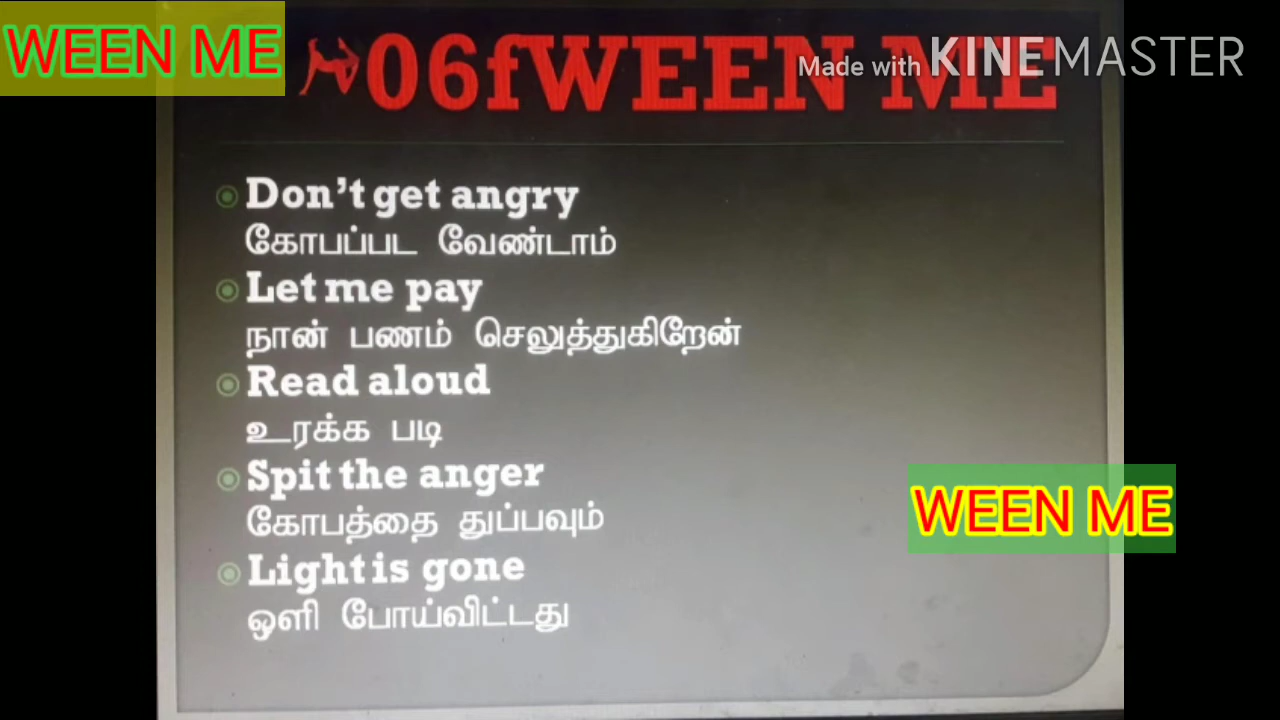 WEEN ME
06fWEEN ME
Made with KINEMASTER
Don't get angry
கோபப்பட வேண்டாம்
Let me pay
நான் பணம் செலுத்துகிறேன்
Read aloud
உரக்க படி
Spit the anger
கோபத்தை துப்பவும்
WEEN ME
Light is gone
ஒளி போய்விட்டது